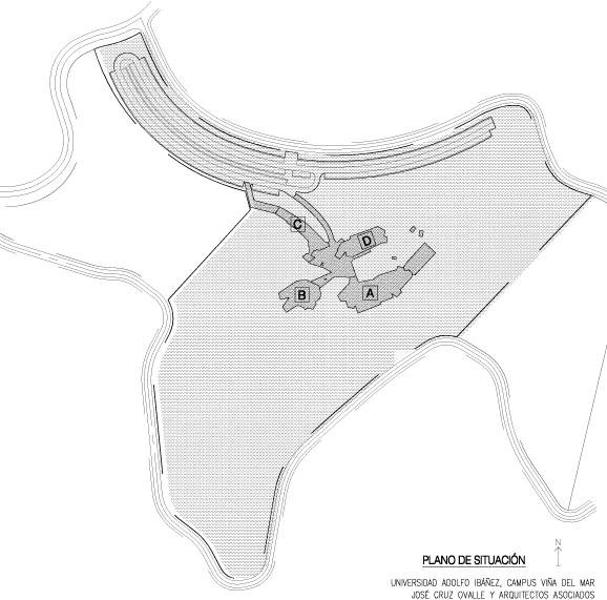 C
D
B
A
N
PLANO DE SITUACIÓN
UNIVERSIDAD ADOLFO IBÁÑEZ, CAMPUS VIÑA DEL MAR
JOSÉ CRUZ OVALLE Y ARQUITECTOS ASOCIADOS